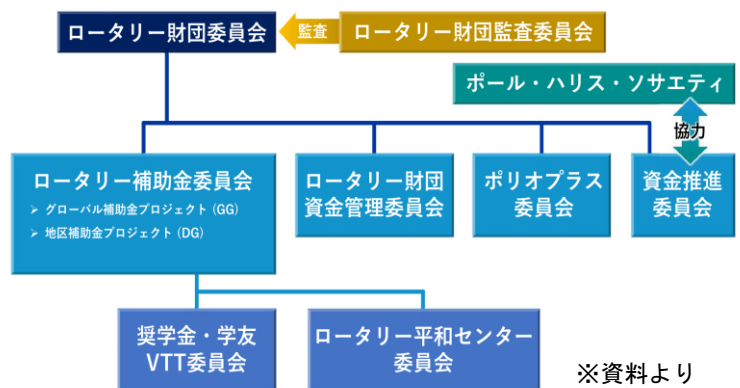 ロータリー財団委員会
監査
ロータリー財団監査委員会
ポール・ハリス・ソサエティ
協力
ロータリー補助金委員会
➢ グローバル補助金プロジェクト (GG)
➢ 地区補助金プロジェクト (DG)
ロータリー財団
資金管理委員会
ポリオプラス
委員会
資金推進
委員会
奨学金・学友
VTT委員会
ロータリー平和センター
委員会
※資料より